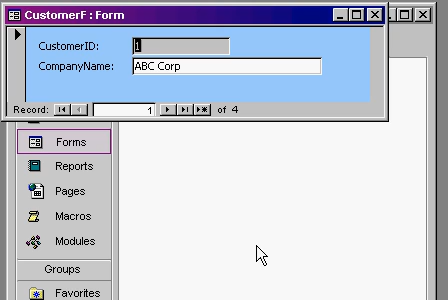 CustomerF : Form
CustomerID: 1
CompanyName: ABC Corp
Record: 1 of 4
Forms
Reports
Pages
Macros
Modules
Groups
Favorites